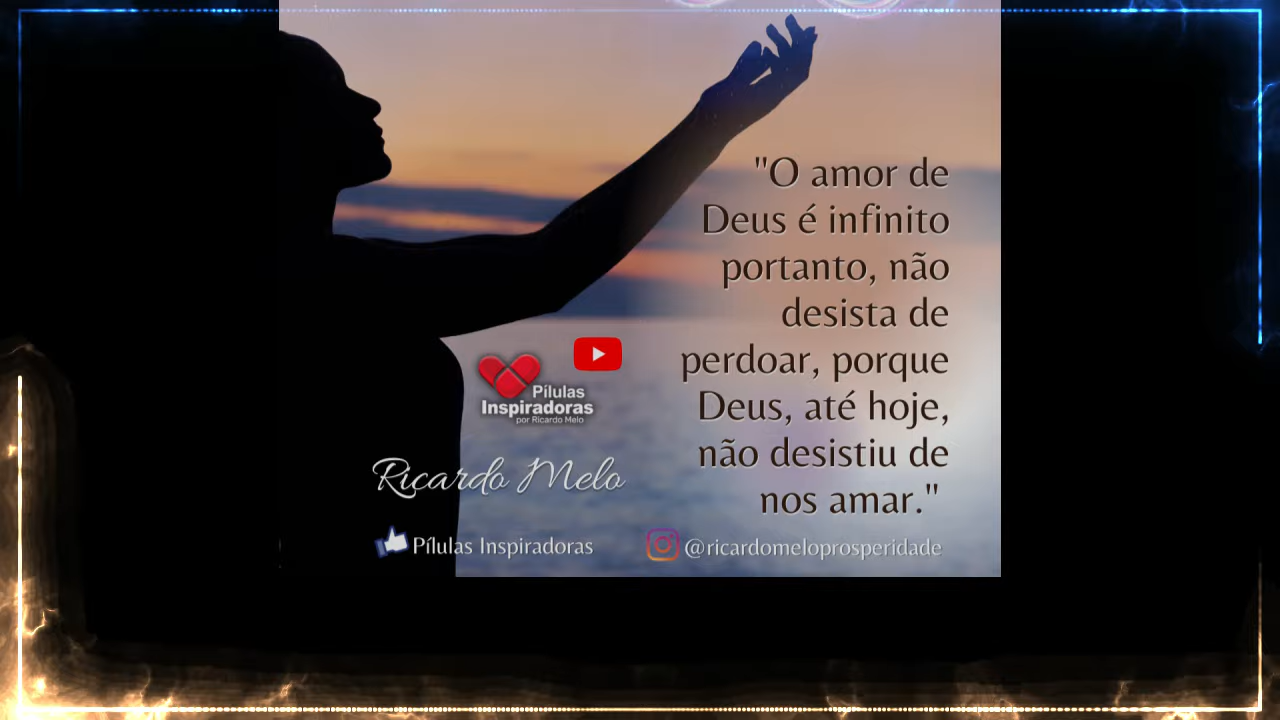 "O amor de
Deus é infinito
portanto, não
desista de
perdoar, porque
Deus, até hoje,
não desistiu de
nos amar."
Pílulas
Inspiradoras
por Ricardo Melo
Ricardo Melo
Pílulas Inspiradoras
@ricardomeloprosperidade